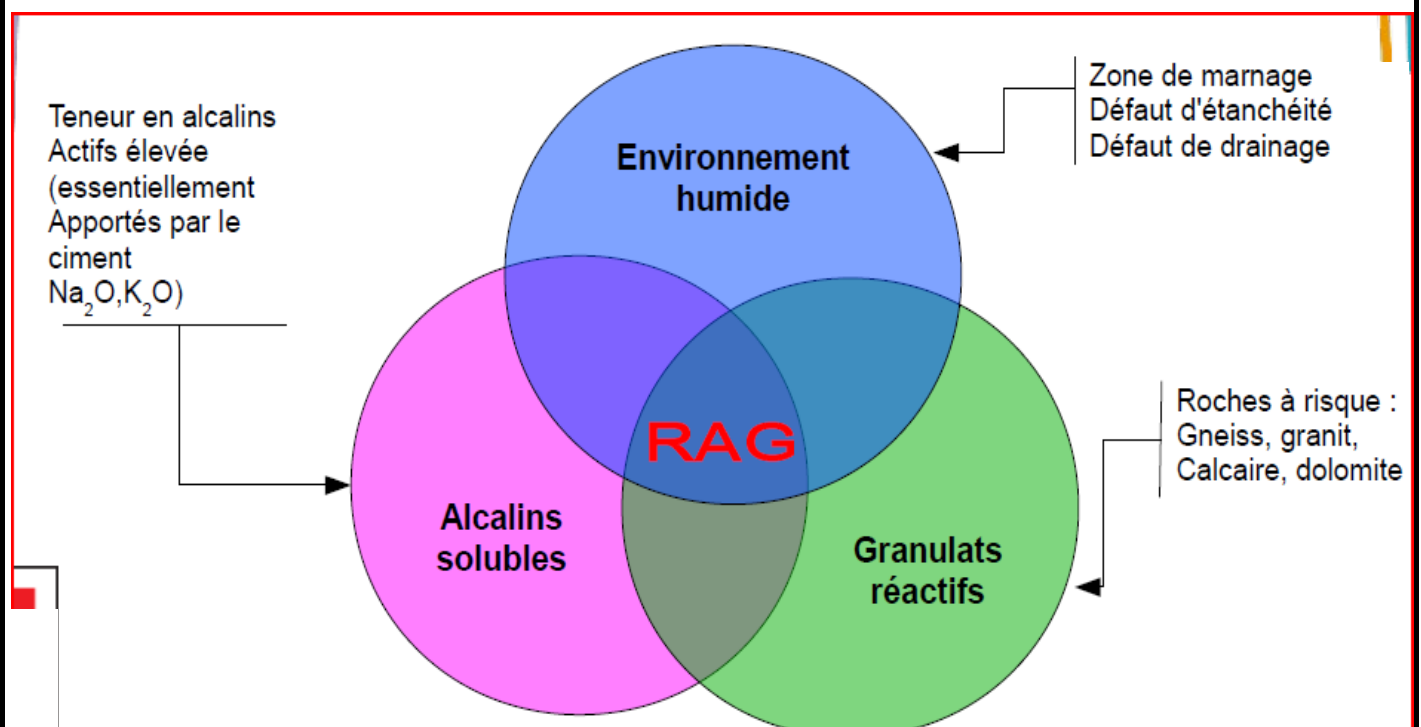 Teneur en alcalins
Actifs élevée
(essentiellement
Apportés par le
ciment
Na₂O,K₂O)
Environnement
humide
Zone de marnage
Défaut d'étanchéité
Défaut de drainage
RAG
Alcalins
solubles
Granulats
réactifs
Roches à risque :
Gneiss, granit,
Calcaire, dolomite